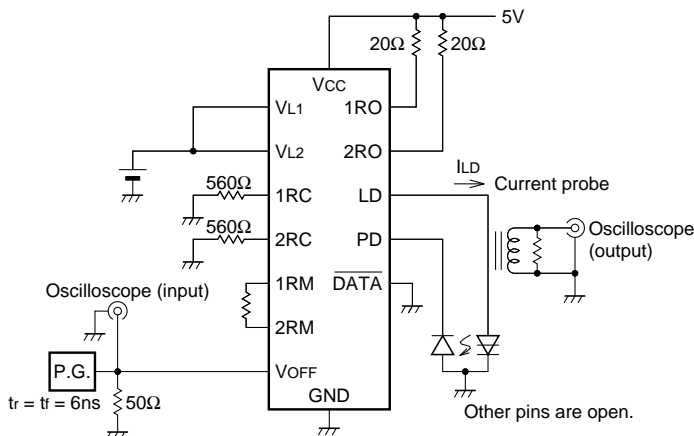 5V
20Ω 20Ω
VCC
VL1 1RO
VL2 2RO
ILD
560Ω 1RC LD Current probe
560Ω 2RC PD Oscilloscope (output)
1RM DATA
Oscilloscope (input)
2RM
P.G. VOFF
tr = tf = 6ns 50Ω GND
Other pins are open.